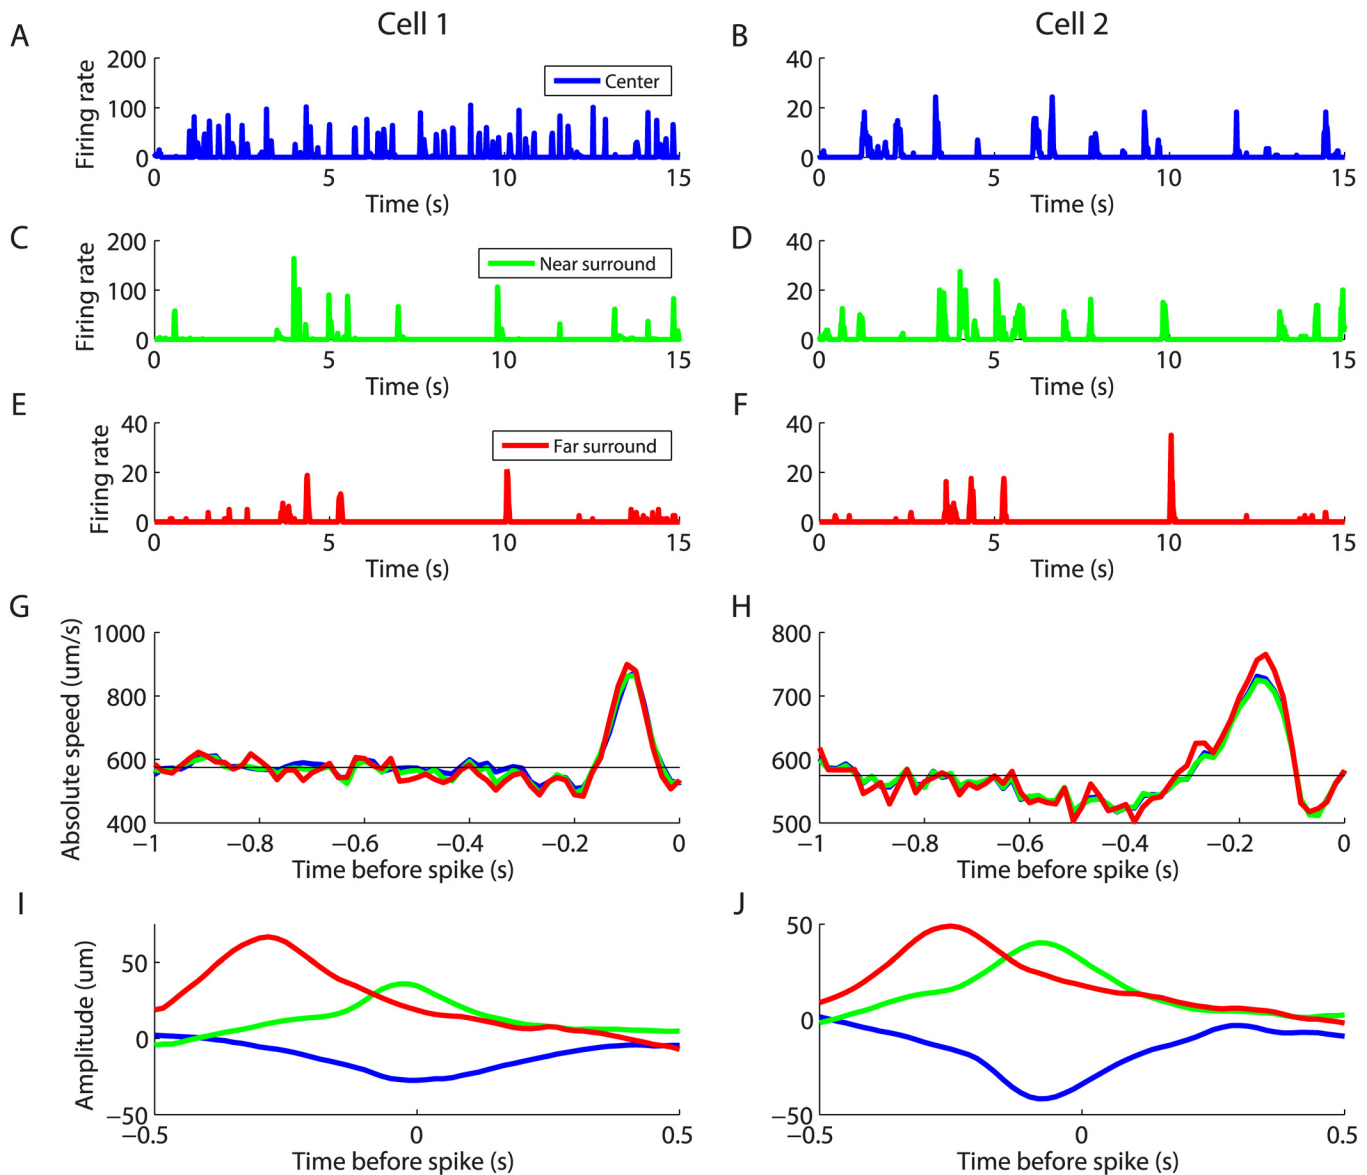 Cell 1
Cell 2
A
Firing rate
200
100
0
Center
0
5
10
15
Time (s)
B
40
20
0
0
5
10
15
Time (s)
C
Firing rate
200
100
0
Near surround
0
5
10
15
Time (s)
D
40
20
0
0
5
10
15
Time (s)
E
Firing rate
40
20
0
Far surround
0
5
10
15
Time (s)
F
40
20
0
0
5
10
15
Time (s)
G
Absolute speed (um/s)
1000
800
600
400
−1
−0.8
−0.6
−0.4
−0.2
0
Time before spike (s)
H
800
700
600
500
−1
−0.8
−0.6
−0.4
−0.2
0
Time before spike (s)
I
Amplitude (um)
50
0
−50
−0.5
0
0.5
Time before spike (s)
J
50
0
−50
−0.5
0
0.5
Time before spike (s)